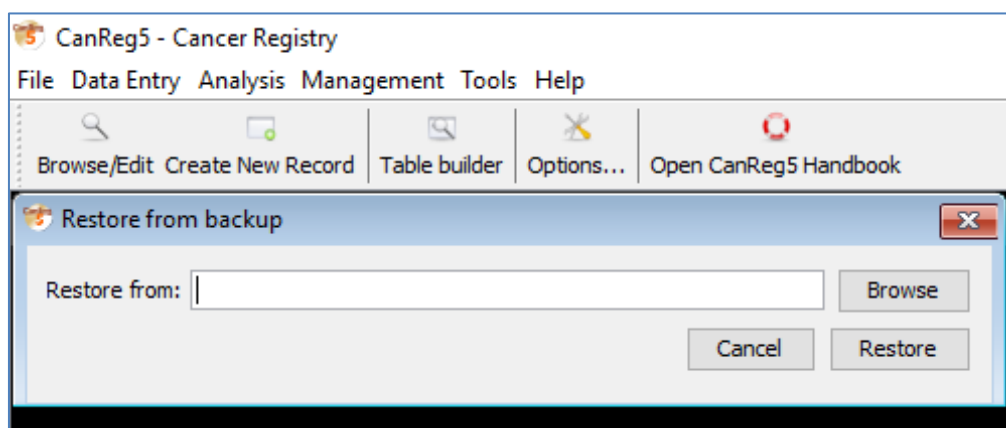 CanReg5 - Cancer Registry
File Data Entry Analysis Management Tools Help
Browse/Edit Create New Record Table builder Options... Open CanReg5 Handbook
Restore from backup
Restore from: Browse
Cancel Restore